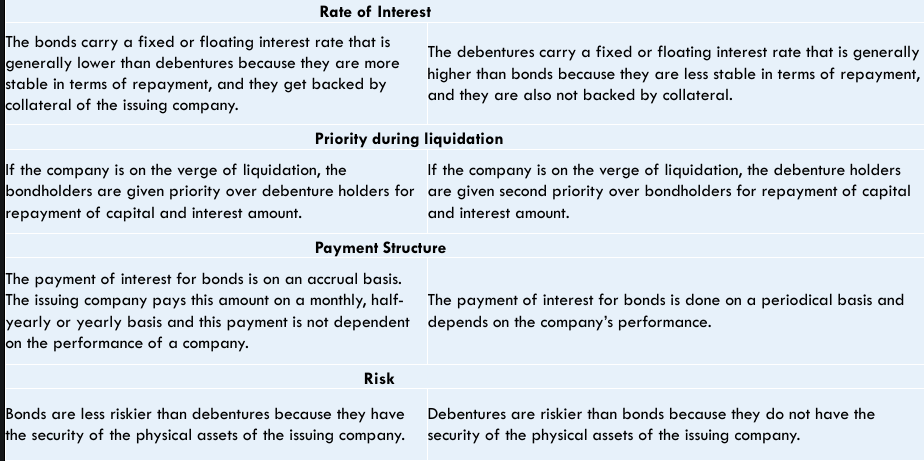 Rate of Interest
The bonds carry a fixed or floating interest rate that is
generally lower than debentures because they are more
stable in terms of repayment, and they get backed by
collateral of the issuing company.
The debentures carry a fixed or floating interest rate that is generally
higher than bonds because they are less stable in terms of repayment,
and they are also not backed by collateral.
Priority during liquidation
If the company is on the verge of liquidation, the
bondholders are given priority over debenture holders for
repayment of capital and interest amount.
If the company is on the verge of liquidation, the debenture holders
are given second priority over bondholders for repayment of capital
and interest amount.
Payment Structure
The payment of interest for bonds is on an accrual basis.
The issuing company pays this amount on a monthly, half-
yearly or yearly basis and this payment is not dependent
on the performance of a company.
The payment of interest for bonds is done on a periodical basis and
depends on the company's performance.
Risk
Bonds are less riskier than debentures because they have
the security of the physical assets of the issuing company.
Debentures are riskier than bonds because they do not have the
security of the physical assets of the issuing company.